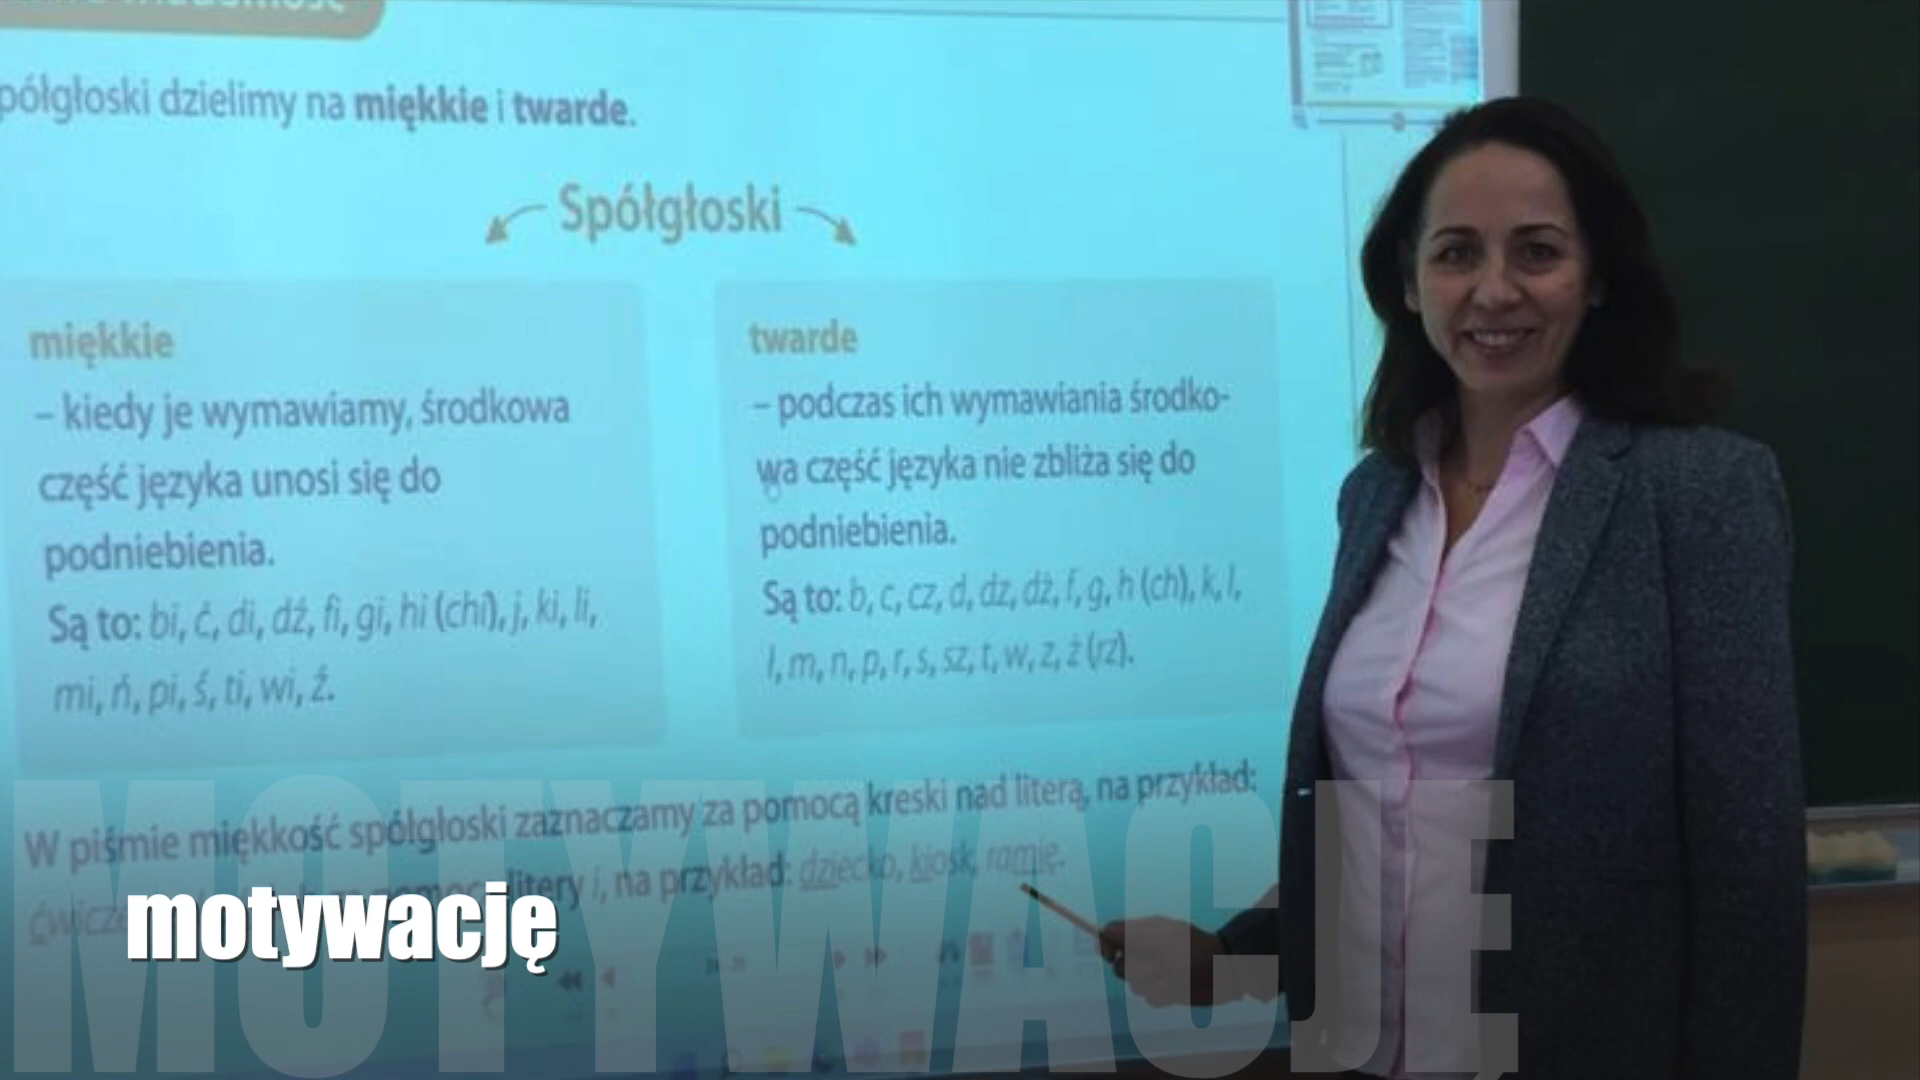 półgłoski dzielimy na miękkie i twarde.
Spółgłoski
miękkie
– kiedy je wymawiamy, środkowa
część języka unosi się do
podniebienia.
Są to: bi, ć, di, dź, fi, gi, hi (chi), j, ki, li,
mi, ń, pi, ś, ti, wi, ź.
twarde
– podczas ich wymawiania środko-
wa część języka nie zbliża się do
podniebienia.
Są to: b, c, cz, d, dz, dż, f, g, h (ch), k, l,
ł, m, n, p, r, s, sz, t, w, z, ż (rz).
W piśmie miękkość spółgłoski zaznaczamy za pomocą kreski nad literą, na przykład:
litery i, na przykład: dziecko, kiosk, ramię.
motywację
MOTYWACJĘ